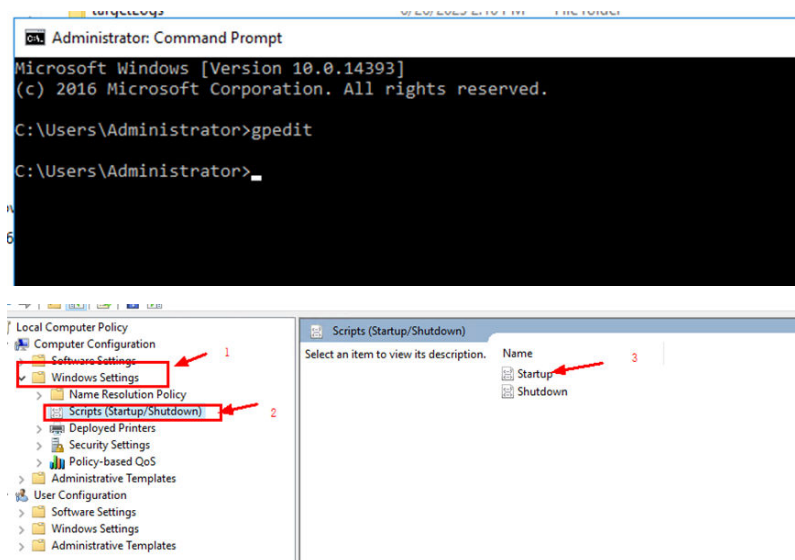 Administrator: Command Prompt
Microsoft Windows [Version 10.0.14393]
(c) 2016 Microsoft Corporation. All rights reserved.
C:\Users\Administrator>gpedit
C:\Users\Administrator>
Local Computer Policy
Computer Configuration
Software Settings
1
Windows Settings
Name Resolution Policy
Scripts (Startup/Shutdown)
2
Deployed Printers
Security Settings
Policy-based QoS
Administrative Templates
User Configuration
Software Settings
Windows Settings
Administrative Templates
Scripts (Startup/Shutdown)
Select an item to view its description.
Name
3
Startup
Shutdown